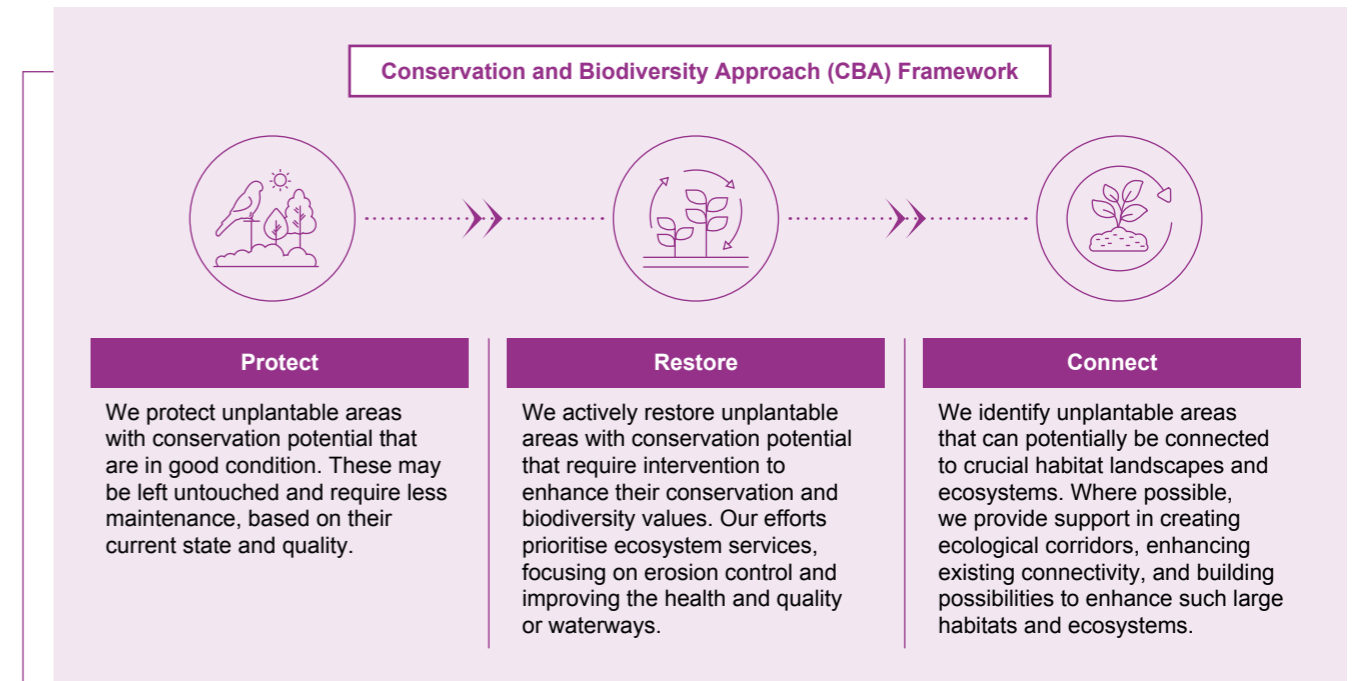 Conservation and Biodiversity Approach (CBA) Framework
Protect
We protect unplantable areas
with conservation potential that
are in good condition. These may
be left untouched and require less
maintenance, based on their
current state and quality.
Restore
We actively restore unplantable
areas with conservation potential
that require intervention to
enhance their conservation and
biodiversity values. Our efforts
prioritise ecosystem services,
focusing on erosion control and
improving the health and quality
or waterways.
Connect
We identify unplantable areas
that can potentially be connected
to crucial habitat landscapes and
ecosystems. Where possible,
we provide support in creating
ecological corridors, enhancing
existing connectivity, and building
possibilities to enhance such large
habitats and ecosystems.